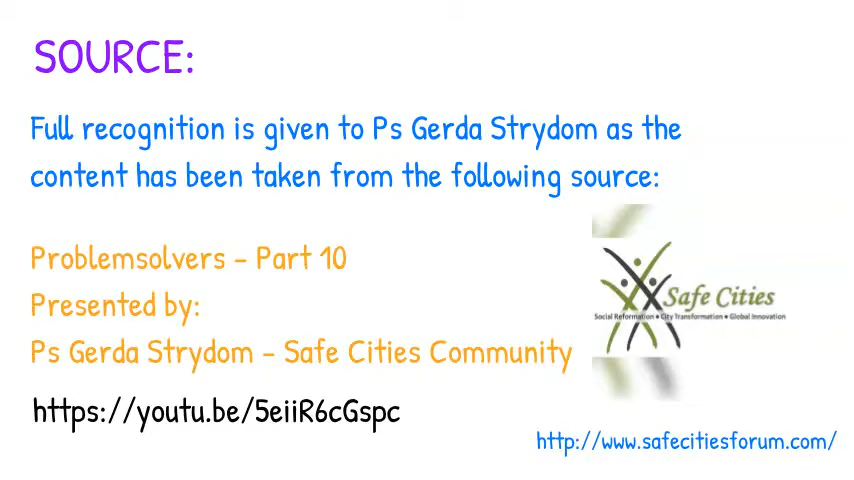 SOURCE:
Full recognition is given to Ps Gerda Strydom as the
content has been taken from the following source:
Problemsolvers - Part 10
Presented by:
Ps Gerda Strydom - Safe Cities Community
https://youtu.be/5eiiR6cGspc
Safe Cities
Social Reformation • City Transformation • Global Innovation
http://www.safecitiesforum.com/